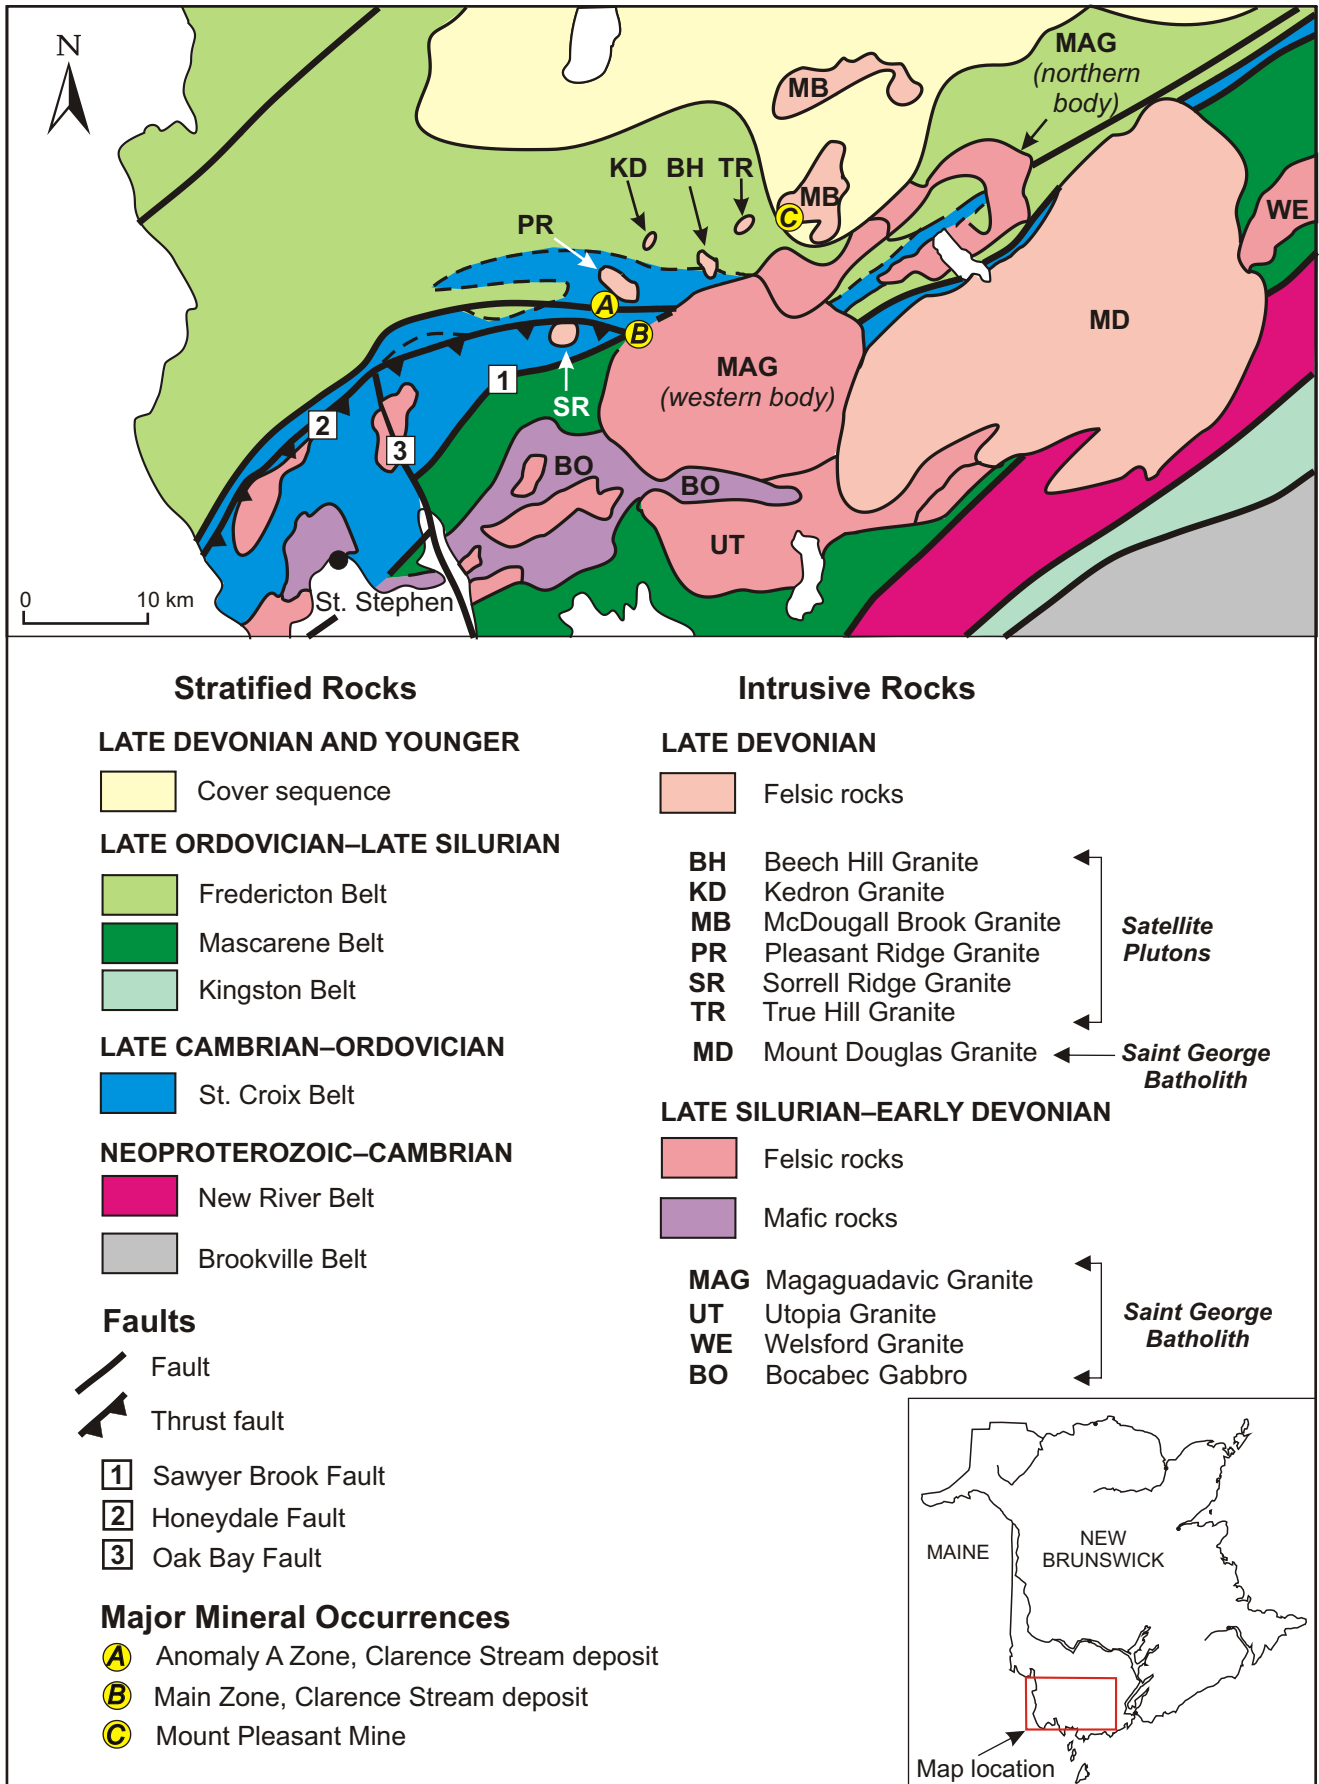 N
MAG
(northern
body)
MB
KD
BH
TR
MB
C
WE
PR
A
B
MD
MAG
(western body)
1
SR
2
3
BO
BO
UT
0
10 km
St. Stephen
Stratified Rocks
LATE DEVONIAN AND YOUNGER
Cover sequence
LATE ORDOVICIAN–LATE SILURIAN
Fredericton Belt
Mascarene Belt
Kingston Belt
LATE CAMBRIAN–ORDOVICIAN
St. Croix Belt
NEOPROTEROZOIC–CAMBRIAN
New River Belt
Brookville Belt
Faults
Fault
Thrust fault
1 Sawyer Brook Fault
2 Honeydale Fault
3 Oak Bay Fault
Major Mineral Occurrences
A Anomaly A Zone, Clarence Stream deposit
B Main Zone, Clarence Stream deposit
C Mount Pleasant Mine
Intrusive Rocks
LATE DEVONIAN
Felsic rocks
BH Beech Hill Granite
KD Kedron Granite
MB McDougall Brook Granite
PR Pleasant Ridge Granite
SR Sorrell Ridge Granite
TR True Hill Granite
Satellite
Plutons
MD Mount Douglas Granite
Saint George
Batholith
LATE SILURIAN–EARLY DEVONIAN
Felsic rocks
Mafic rocks
MAG Magaguadavic Granite
UT Utopia Granite
WE Welsford Granite
BO Bocabec Gabbro
Saint George
Batholith
MAINE
NEW
BRUNSWICK
Map location